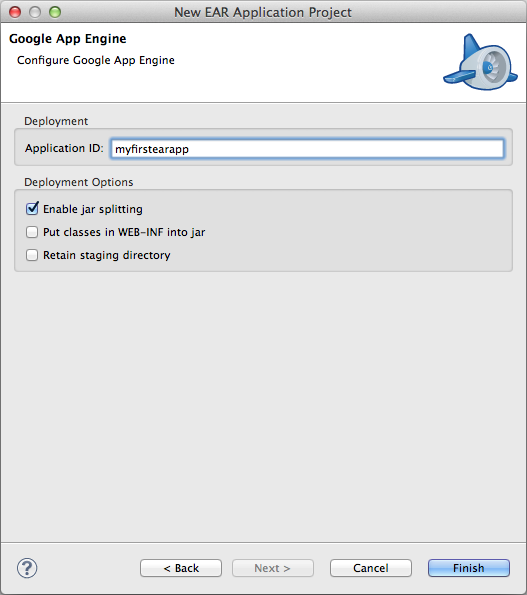 New EAR Application Project
Google App Engine
Configure Google App Engine
Deployment
Application ID: myfirstearapp
Deployment Options
Enable jar splitting
Put classes in WEB-INF into jar
Retain staging directory
? < Back Next > Cancel Finish